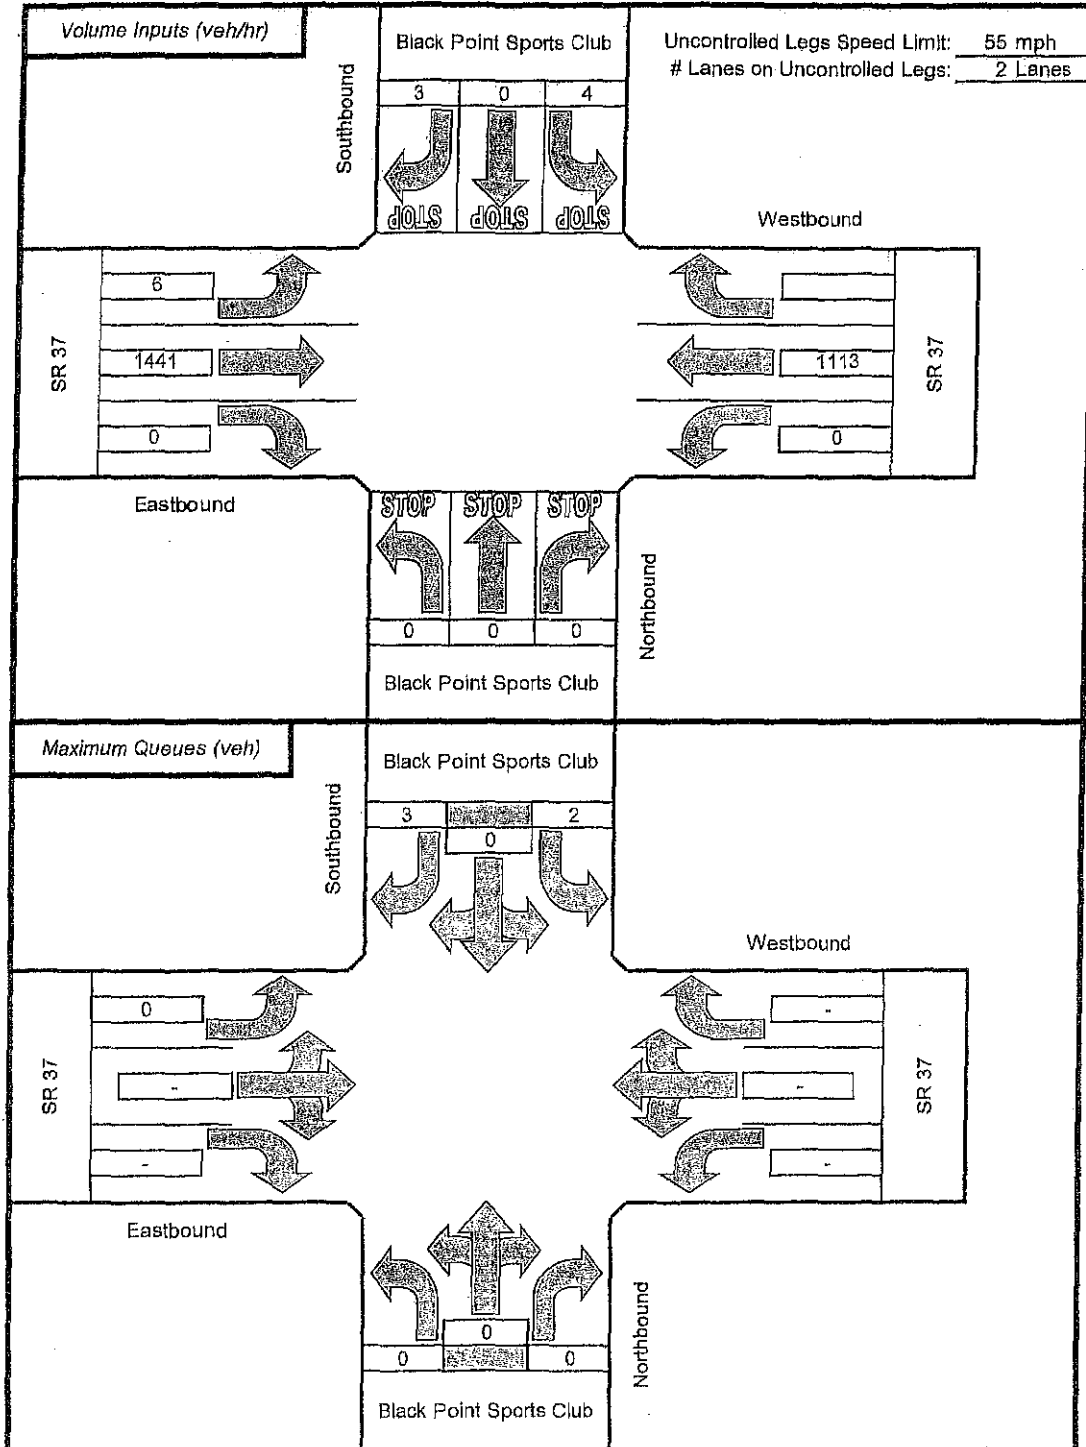 Volume Inputs (veh/hr)
Black Point Sports Club
Uncontrolled Legs Speed Limit: 55 mph
# Lanes on Uncontrolled Legs: 2 Lanes
Southbound
3 0 4
STOP STOP STOP
Westbound
6
SR 37
1441
1113
SR 37
0
0
Eastbound
STOP STOP STOP
Northbound
0 0 0
Black Point Sports Club
Maximum Queues (veh)
Black Point Sports Club
Southbound
3 2
0
Westbound
0 -
SR 37
- -
SR 37
- -
Eastbound
Northbound
0
0 0
Black Point Sports Club